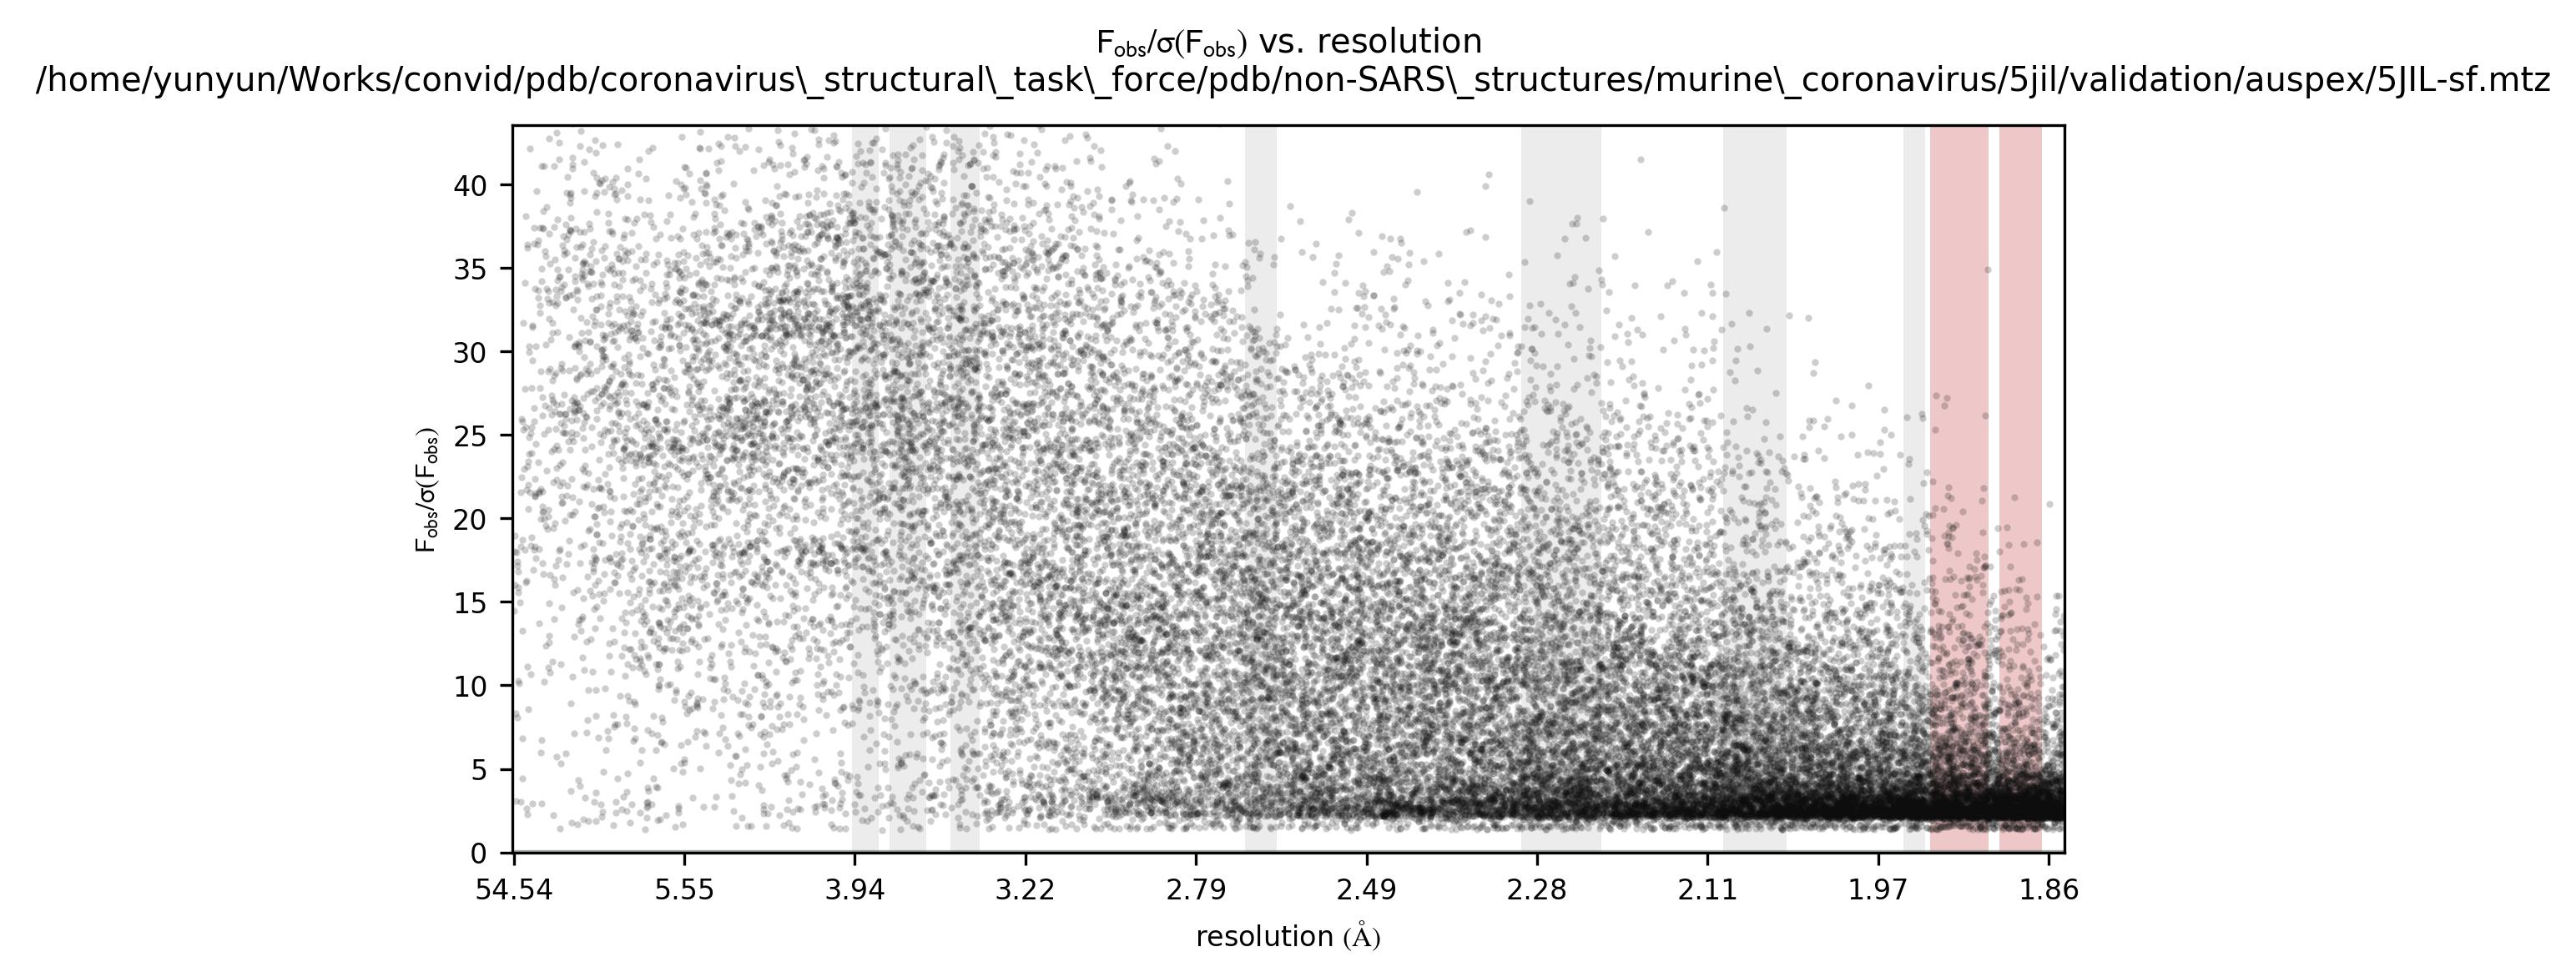 Fobs/σ(Fobs) vs. resolution
/home/yunyun/Works/convid/pdb/coronavirus\_structural\_task\_force/pdb/non-SARS\_structures/murine\_coronavirus/5jil/validation/auspex/5JIL-sf.mtz
40
35
30
25
20
15
10
5
0
Fobs/σ(Fobs)
54.54 5.55 3.94 3.22 2.79 2.49 2.28 2.11 1.97 1.86
resolution (Å)